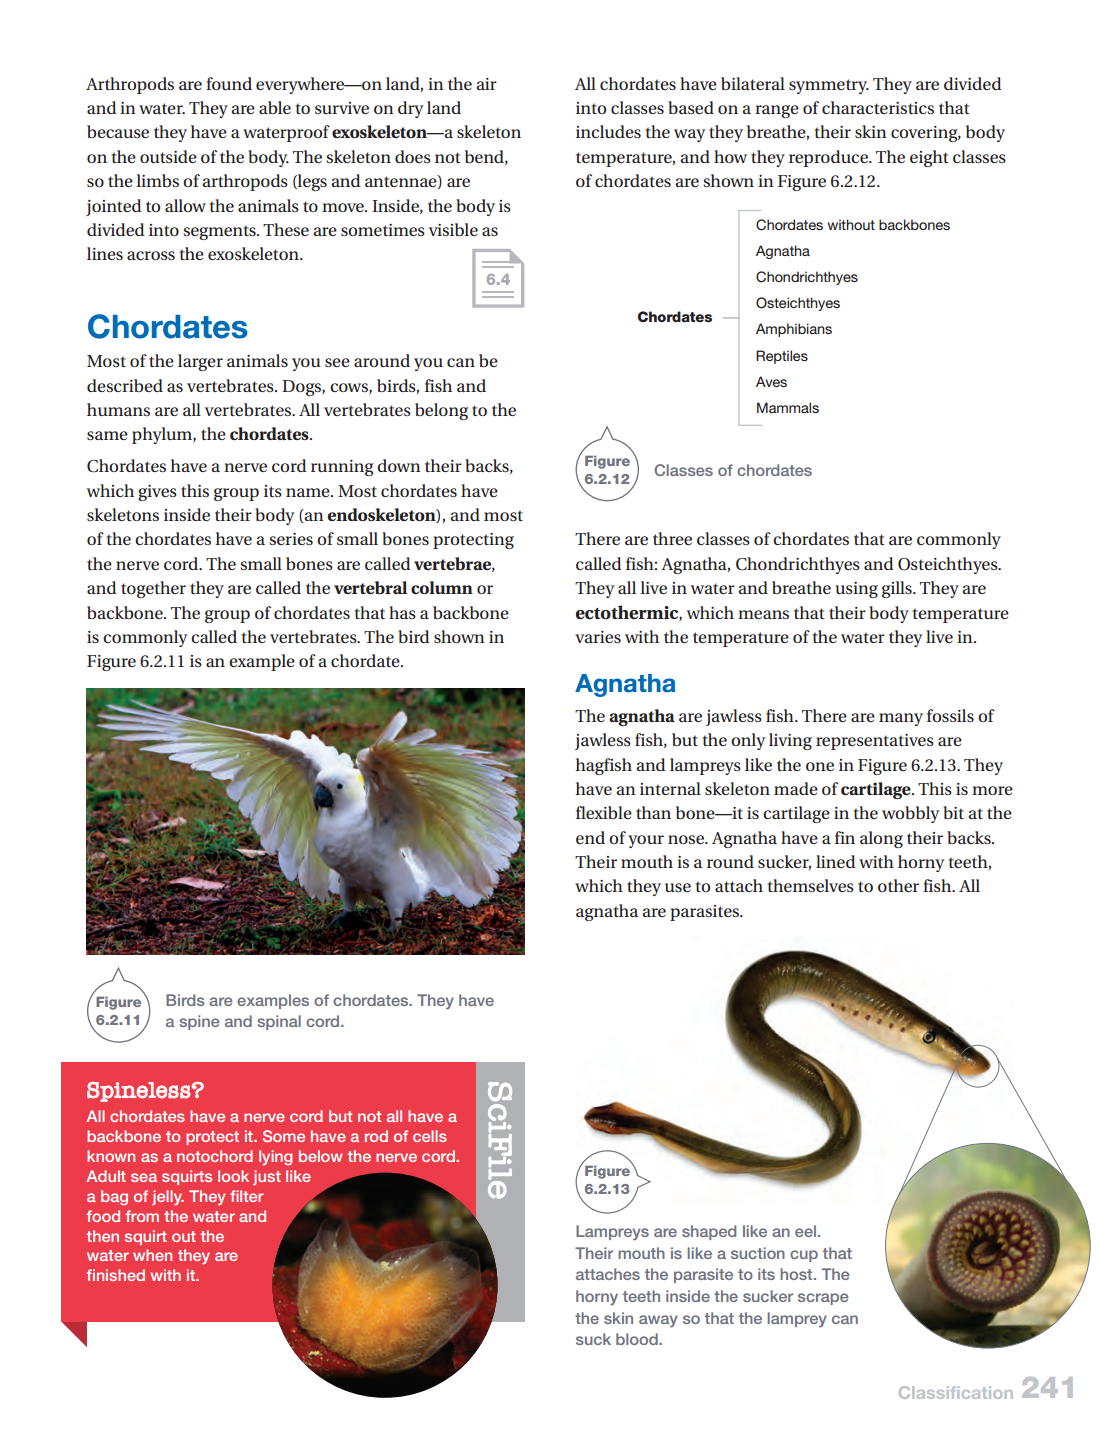 Arthropods are found everywhere—on land, in the air
and in water. They are able to survive on dry land
because they have a waterproof exoskeleton—a skeleton
on the outside of the body. The skeleton does not bend,
so the limbs of arthropods (legs and antennae) are
jointed to allow the animals to move. Inside, the body is
divided into segments. These are sometimes visible as
lines across the exoskeleton.
6.4
Chordates
Most of the larger animals you see around you can be
described as vertebrates. Dogs, cows, birds, fish and
humans are all vertebrates. All vertebrates belong to the
same phylum, the chordates.
Chordates have a nerve cord running down their backs,
which gives this group its name. Most chordates have
skeletons inside their body (an endoskeleton), and most
of the chordates have a series of small bones protecting
the nerve cord. The small bones are called vertebrae,
and together they are called the vertebral column or
backbone. The group of chordates that has a backbone
is commonly called the vertebrates. The bird shown in
Figure 6.2.11 is an example of a chordate.
Figure
6.2.11
Birds are examples of chordates. They have
a spine and spinal cord.
Spineless?
All chordates have a nerve cord but not all have a
backbone to protect it. Some have a rod of cells
known as a notochord lying below the nerve cord.
Adult sea squirts look just like
a bag of jelly. They filter
food from the water and
then squirt out the
water when they are
finished with it.
SciFile
All chordates have bilateral symmetry. They are divided
into classes based on a range of characteristics that
includes the way they breathe, their skin covering, body
temperature, and how they reproduce. The eight classes
of chordates are shown in Figure 6.2.12.
Chordates
Chordates without backbones
Agnatha
Chondrichthyes
Osteichthyes
Amphibians
Reptiles
Aves
Mammals
Figure
6.2.12
Classes of chordates
There are three classes of chordates that are commonly
called fish: Agnatha, Chondrichthyes and Osteichthyes.
They all live in water and breathe using gills. They are
ectothermic, which means that their body temperature
varies with the temperature of the water they live in.
Agnatha
The agnatha are jawless fish. There are many fossils of
jawless fish, but the only living representatives are
hagfish and lampreys like the one in Figure 6.2.13. They
have an internal skeleton made of cartilage. This is more
flexible than bone—it is cartilage in the wobbly bit at the
end of your nose. Agnatha have a fin along their backs.
Their mouth is a round sucker, lined with horny teeth,
which they use to attach themselves to other fish. All
agnatha are parasites.
Figure
6.2.13
Lampreys are shaped like an eel.
Their mouth is like a suction cup that
attaches the parasite to its host. The
horny teeth inside the sucker scrape
the skin away so that the lamprey can
suck blood.
Classification 241